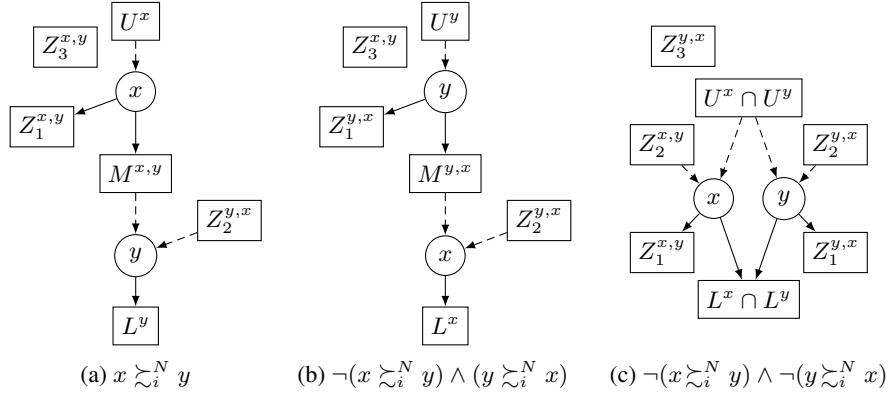 U^x
Z_3^{x,y}
x
Z_1^{x,y}
M^{x,y}
Z_2^{y,x}
y
L^y
(a) x ≿_i^N y
U^y
Z_3^{x,y}
y
Z_1^{y,x}
M^{y,x}
Z_2^{y,x}
x
L^x
(b) ¬(x ≿_i^N y) ∧ (y ≿_i^N x)
Z_3^{y,x}
U^x ∩ U^y
Z_2^{x,y}
Z_2^{y,x}
x
y
Z_1^{x,y}
Z_1^{y,x}
L^x ∩ L^y
(c) ¬(x ≿_i^N y) ∧ ¬(y ≿_i^N x)